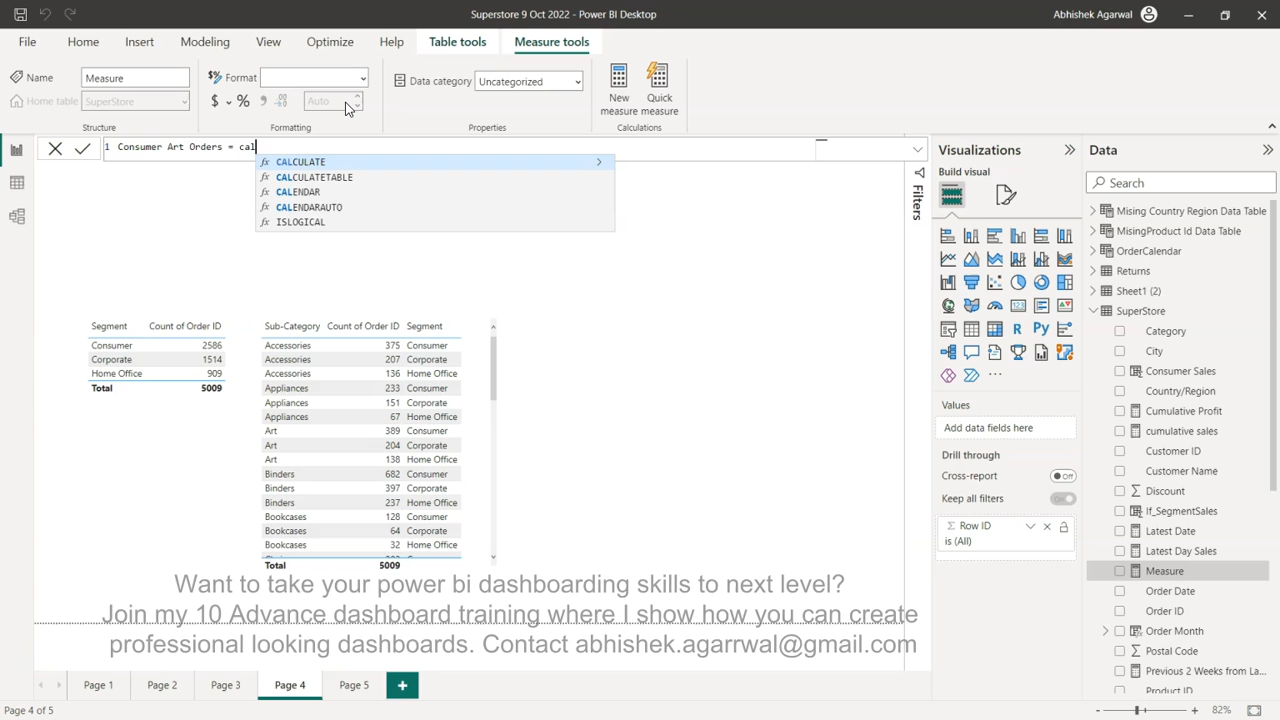 Superstore 9 Oct 2022 - Power BI Desktop
Abhishek Agarwal
File Home Insert Modeling View Optimize Help Table tools Measure tools
Name Measure
Home table SuperStore
Structure
Format
$ % 9 Auto
Formatting
Data category Uncategorized
Properties
New measure
Quick measure
Calculations
1 Consumer Art Orders = cal
fx CALCULATE
fx CALCULATETABLE
fx CALENDAR
fx CALENDARAUTO
fx ISLOGICAL
Segment Count of Order ID
Consumer 2586
Corporate 1514
Home Office 909
Total 5009
Sub-Category Count of Order ID Segment
Accessories 375 Consumer
Accessories 207 Corporate
Accessories 136 Home Office
Appliances 233 Consumer
Appliances 151 Corporate
Appliances 67 Home Office
Art 389 Consumer
Art 204 Corporate
Art 138 Home Office
Binders 682 Consumer
Binders 397 Corporate
Binders 237 Home Office
Bookcases 128 Consumer
Bookcases 64 Corporate
Bookcases 32 Home Office
Total 5009
Want to take your power bi dashboarding skills to next level?
Join my 10 Advance dashboard training where I show how you can create
professional looking dashboards. Contact abhishek.agarrwal@gmail.com
Filters
Visualizations
Build visual
R Py
Values
Add data fields here
Drill through
Cross-report Off
Keep all filters On
Row ID
is (All)
Data
Search
Mising Country Region Data Table
MisingProduct Id Data Table
OrderCalendar
Returns
Sheet1 (2)
SuperStore
Category
City
Consumer Sales
Country/Region
Cumulative Profit
cumulative sales
Customer ID
Customer Name
Discount
If_SegmentSales
Latest Date
Latest Day Sales
Measure
Order Date
Order ID
Order Month
Postal Code
Previous 2 Weeks from La...
Product ID
Page 1 Page 2 Page 3 Page 4 Page 5
Page 4 of 5
82%